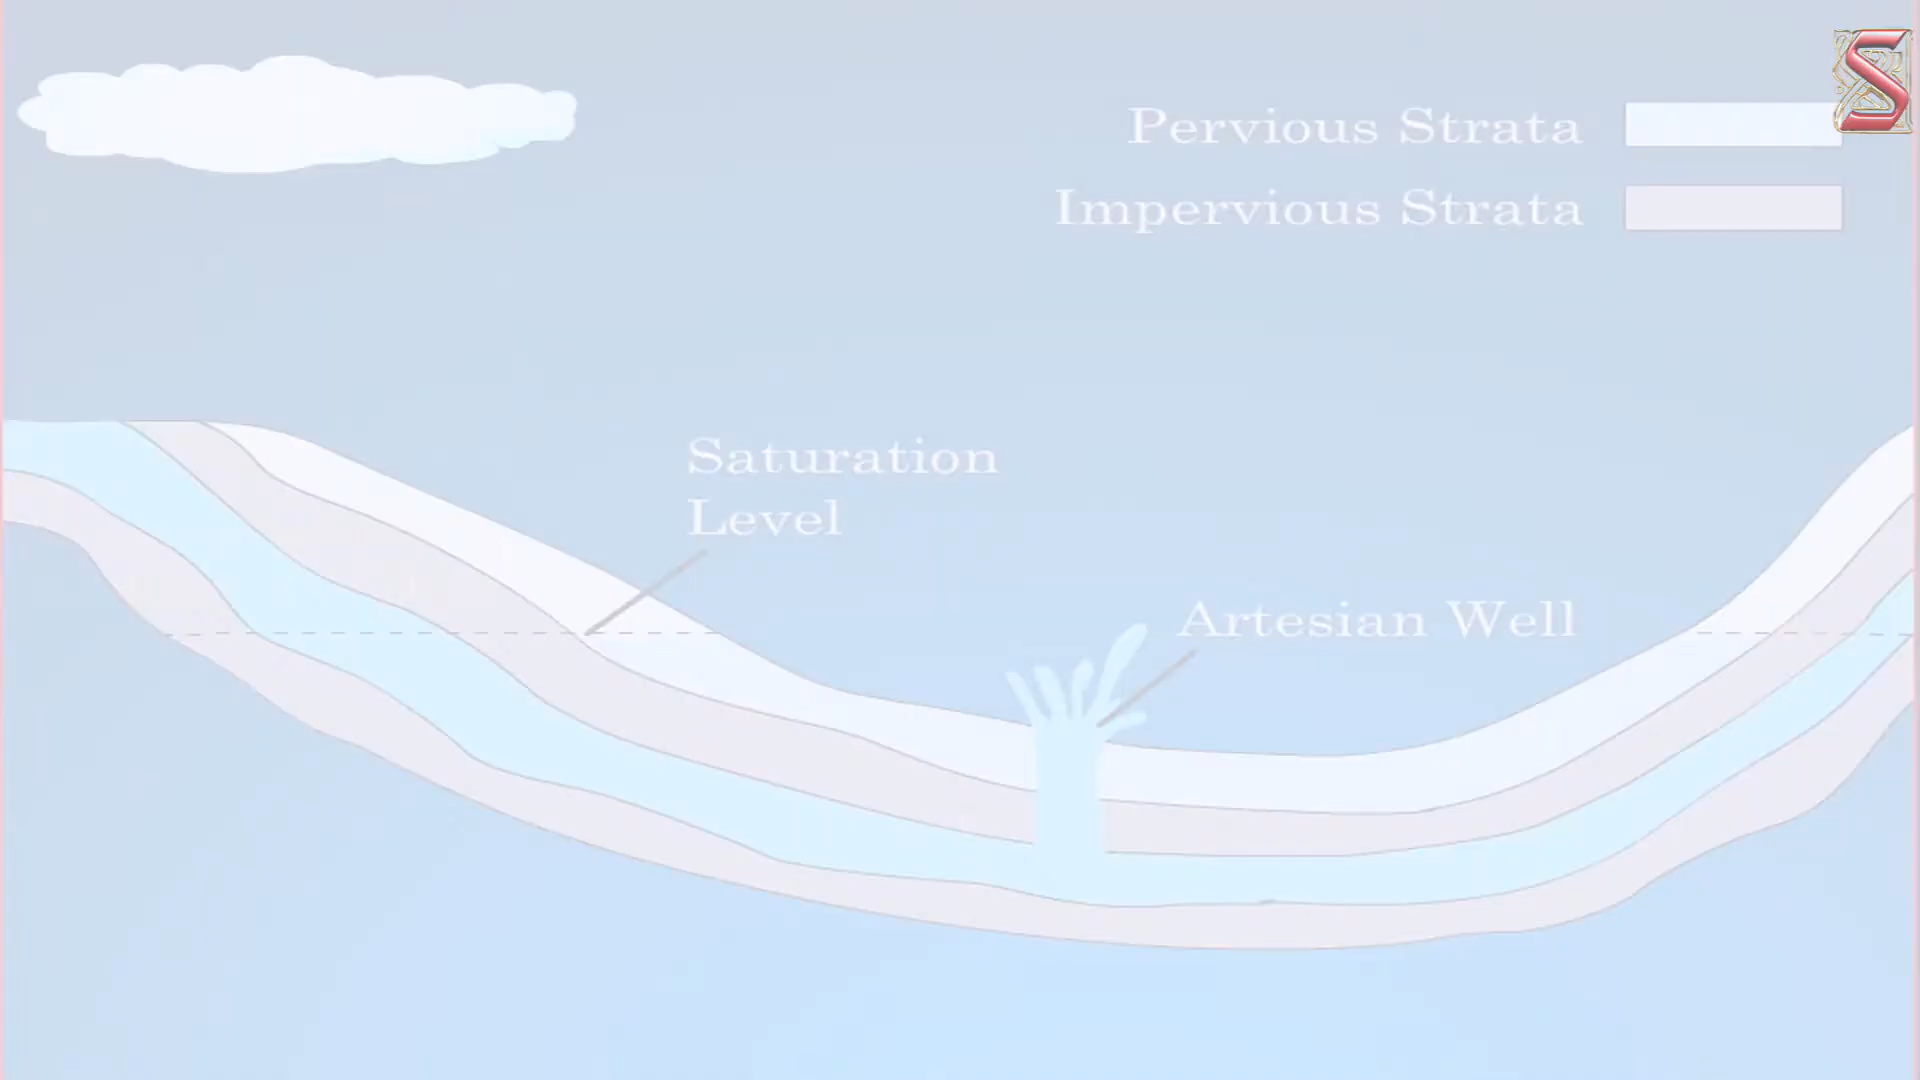 Pervious Strata
Impervious Strata
Saturation
Level
Artesian Well
S